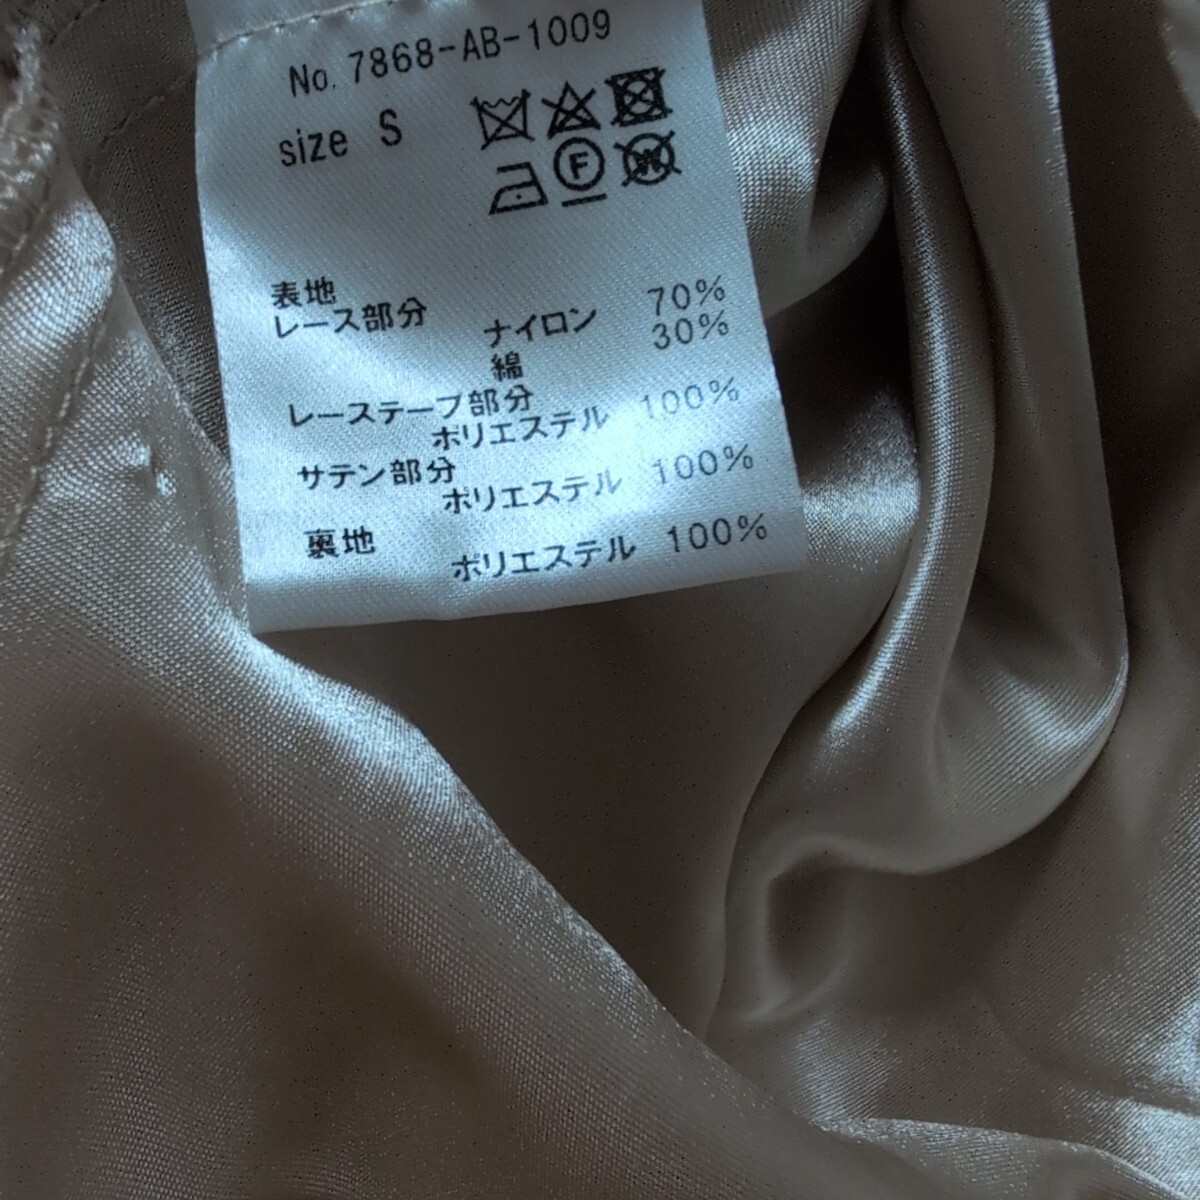 No. 7868-AB-1009
size S
F
W
表地
レース部分
ナイロン 70%
綿 30%
レーステープ部分
ポリエステル 100%
サテン部分
ポリエステル 100%
裏地
ポリエステル 100%